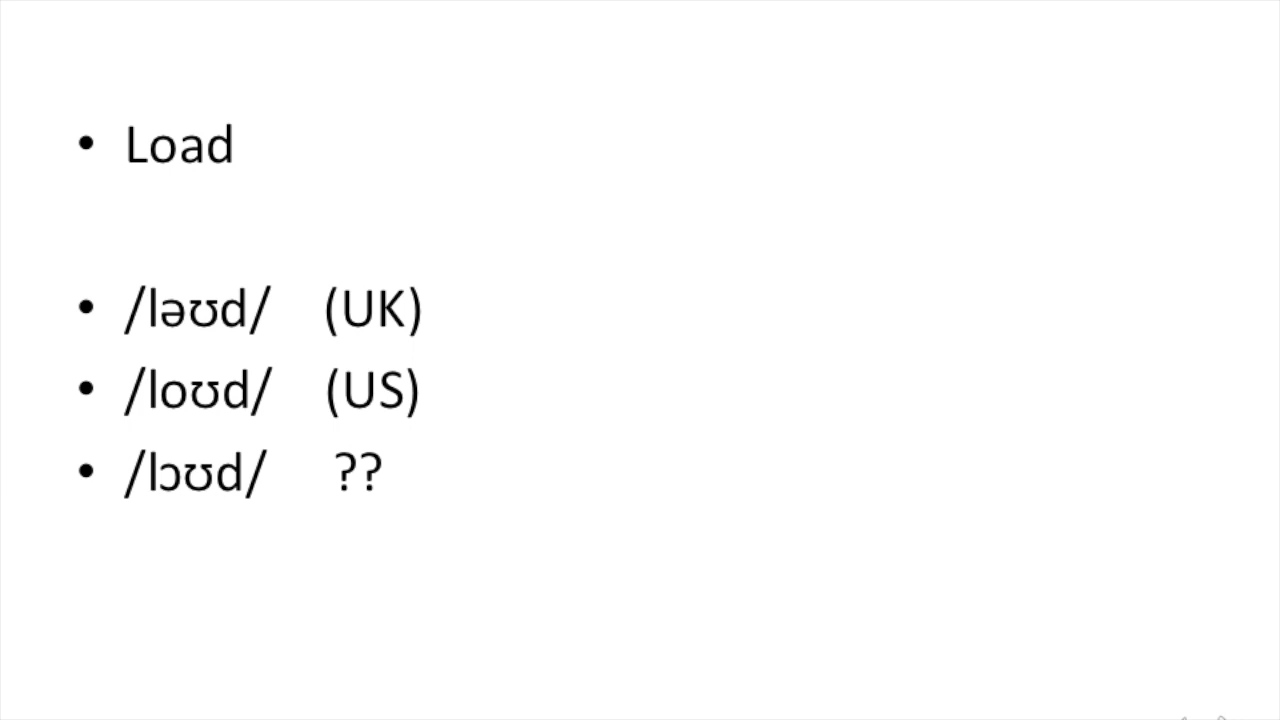 • Load
• /ləʊd/ (UK)
• /loʊd/ (US)
• /lɔʊd/ ??